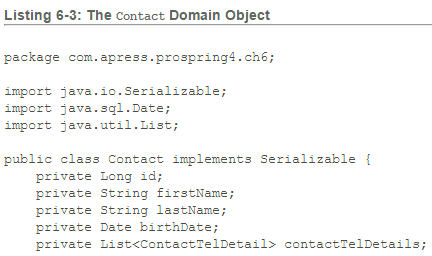 Listing 6-3: The Contact Domain Object
package com.apress.prospring4.ch6;
import java.io.Serializable;
import java.sql.Date;
import java.util.List;
public class Contact implements Serializable {
    private Long id;
    private String firstName;
    private String lastName;
    private Date birthDate;
    private List<ContactTelDetail> contactTelDetails;